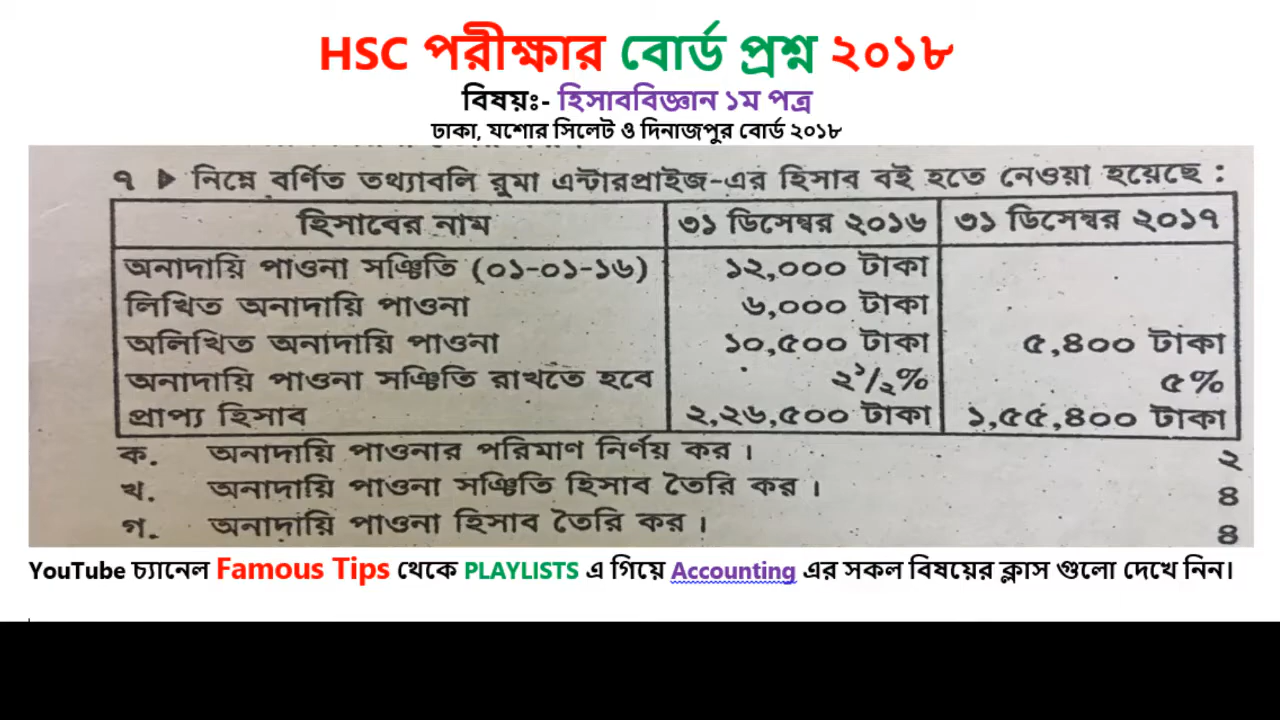 HSC পরীক্ষার বোর্ড প্রশ্ন ২০১৮
বিষয়ঃ- হিসাববিজ্ঞান ১ম পত্র
ঢাকা, যশোর সিলেট ও দিনাজপুর বোর্ড ২০১৮
৭ ▶ নিম্নে বর্ণিত তথ্যাবলি রুমা এন্টারপ্রাইজ-এর হিসাব বই হতে নেওয়া হয়েছে :
হিসাবের নাম ৩১ ডিসেম্বর ২০১৬ ৩১ ডিসেম্বর ২০১৭
অনাদায়ি পাওনা সঞ্চিতি (০১-০১-১৬) ১২,০০০ টাকা
লিখিত অনাদায়ি পাওনা ৬,০০০ টাকা
অলিখিত অনাদায়ি পাওনা ১০,৫০০ টাকা ৫,৪০০ টাকা
অনাদায়ি পাওনা সঞ্চিতি রাখতে হবে ২১/২% ৫%
প্রাপ্য হিসাব ২,২৬,৫০০ টাকা ১,৫৫,৪০০ টাকা
ক. অনাদায়ি পাওনার পরিমাণ নির্ণয় কর। ২
খ. অনাদায়ি পাওনা সঞ্চিতি হিসাব তৈরি কর। ৪
গ. অনাদায়ি পাওনা হিসাব তৈরি কর। ৪
YouTube চ্যানেল Famous Tips থেকে PLAYLISTS এ গিয়ে Accounting এর সকল বিষয়ের ক্লাস গুলো দেখে নিন।